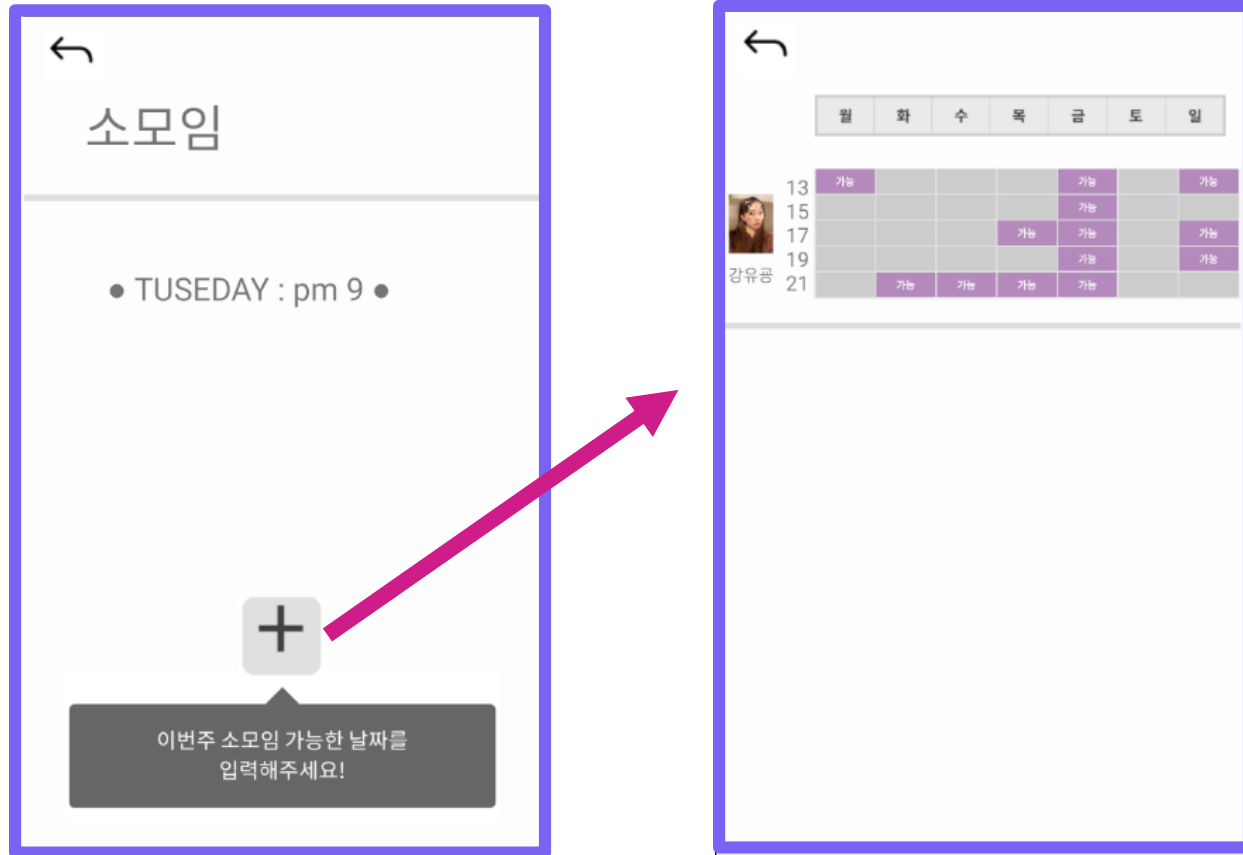 소모임
● TUSEDAY : pm 9 ●
이번주 소모임 가능한 날짜를
입력해주세요!
월 화 수 목 금 토 일
13 가능 가능 가능
15 가능
17 가능 가능 가능
19 가능 가능
21 가능 가능 가능 가능
강유공